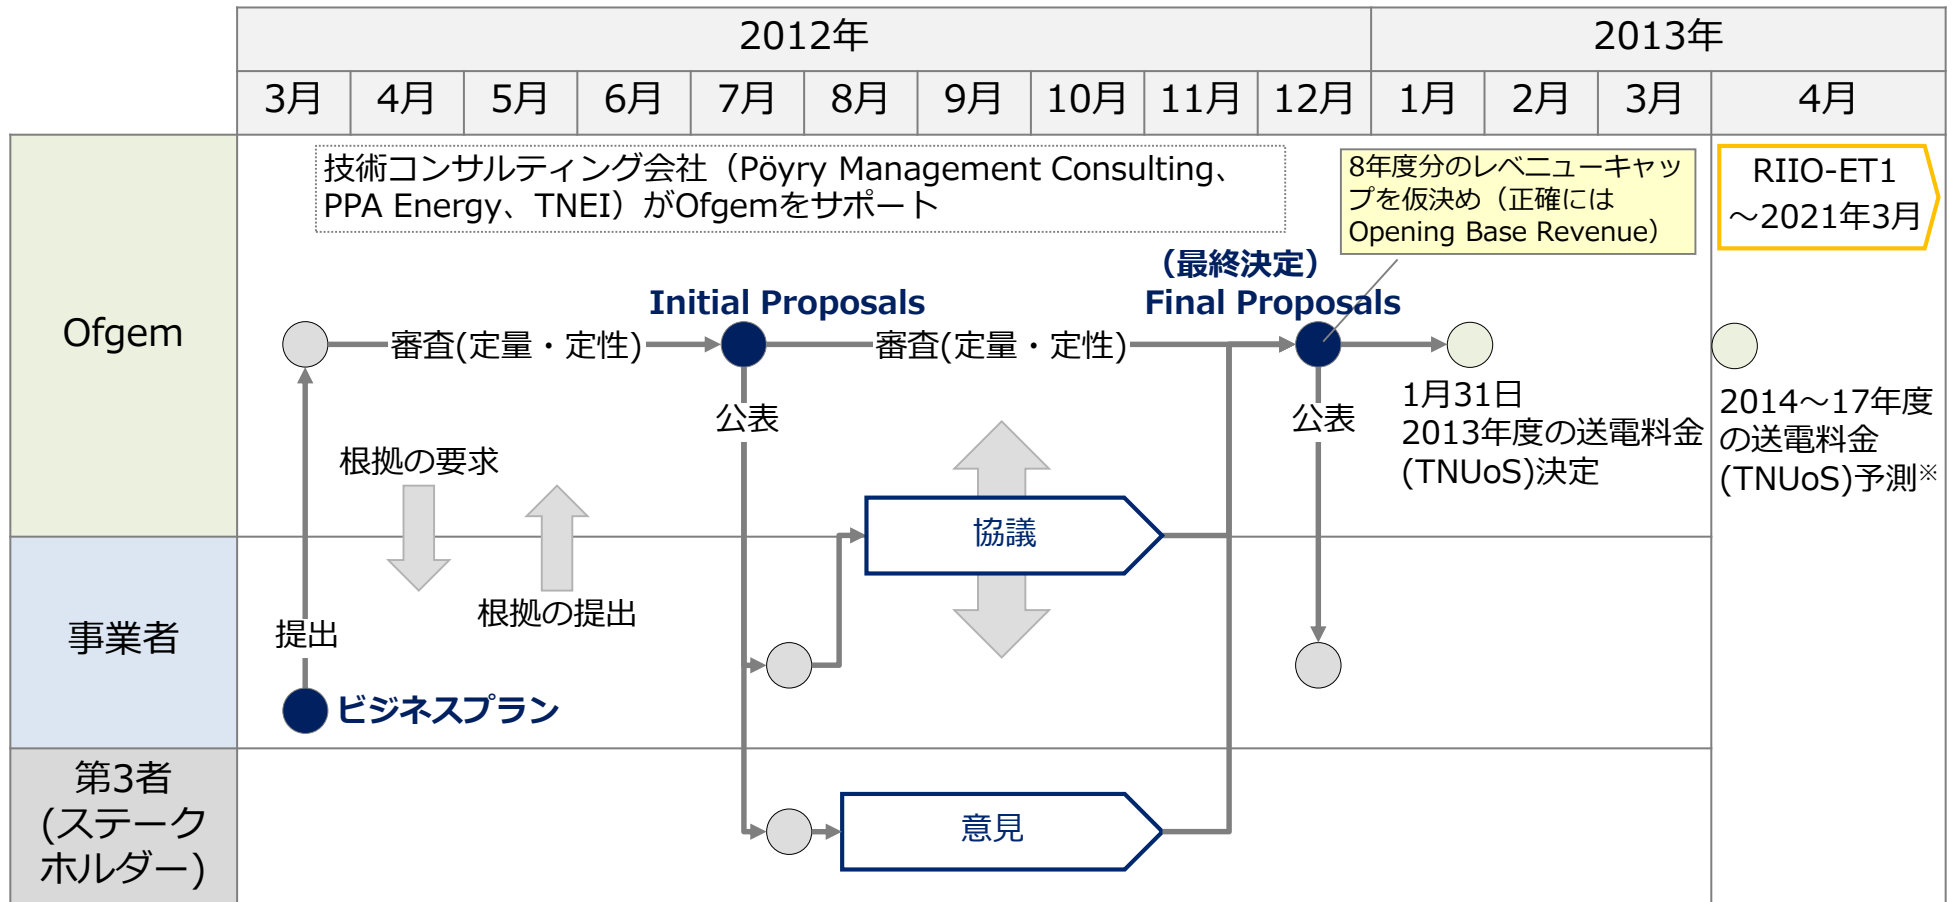 2012年
2013年
3月
4月
5月
6月
7月
8月
9月
10月
11月
12月
1月
2月
3月
4月
Ofgem
技術コンサルティング会社（Pöyry Management Consulting、
PPA Energy、TNEI）がOfgemをサポート
8年度分のレベニューキャッ
プを仮決め（正確には
Opening Base Revenue）
RIIO-ET1
～2021年3月
（最終決定）
Initial Proposals
Final Proposals
審査(定量・定性)
審査(定量・定性)
公表
公表
1月31日
2013年度の送電料金
(TNUoS)決定
2014～17年度
の送電料金
(TNUoS)予測※
根拠の要求
協議
事業者
根拠の提出
提出
ビジネスプラン
第3者
(ステーク
ホルダー)
意見